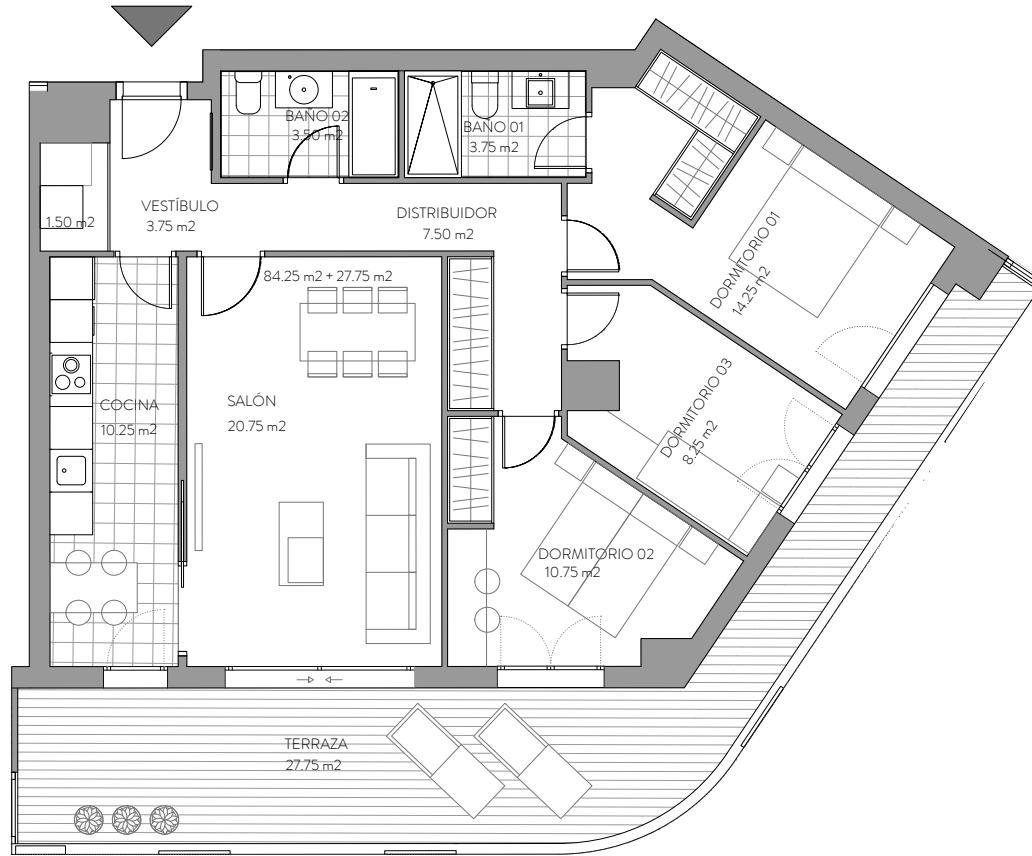 BAÑO 02
3.50 m2
BAÑO 01
3.75 m2
VESTÍBULO
3.75 m2
1.50 m2
DISTRIBUIDOR
7.50 m2
DORMITORIO 01
14.25 m2
84.25 m2 + 27.75 m2
COCINA
10.25 m2
SALÓN
20.75 m2
DORMITORIO 03
8.25 m2
DORMITORIO 02
10.75 m2
TERRAZA
27.75 m2